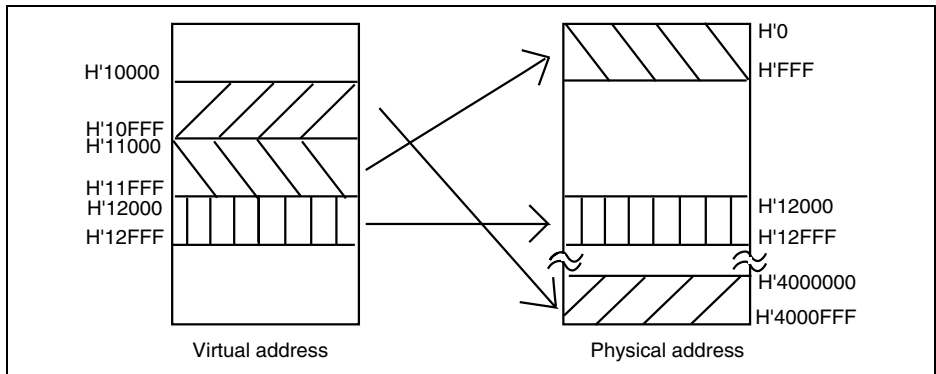 H'10000
H'10FFF
H'11000
H'11FFF
H'12000
H'12FFF
Virtual address
H'0
H'FFF
H'12000
H'12FFF
H'4000000
H'4000FFF
Physical address